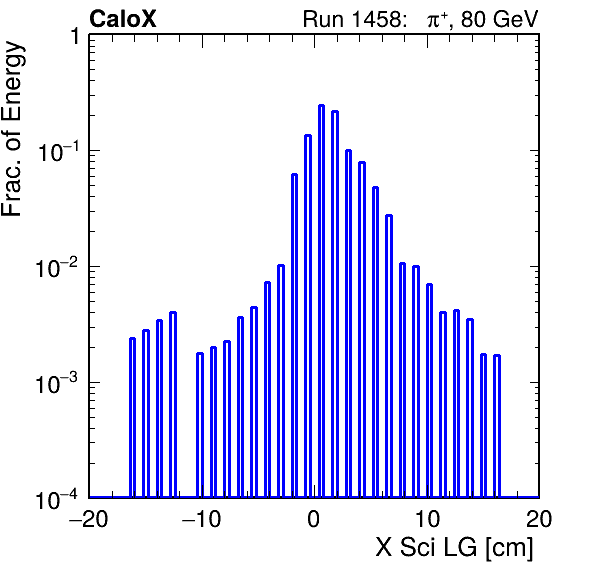 CaloX Run 1458: π⁺, 80 GeV
Frac. of Energy
1
10⁻¹
10⁻²
10⁻³
10⁻⁴
−20 −10 0 10 20
X Sci LG [cm]